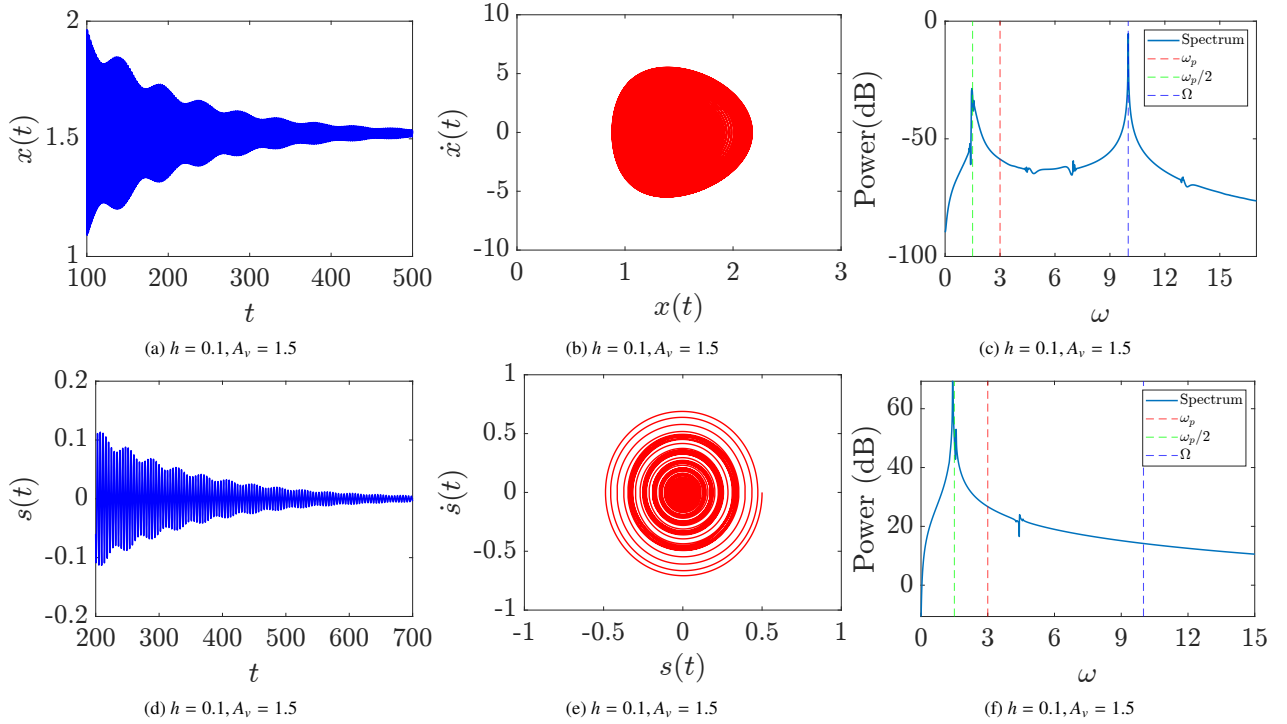 2
1.5
1
100 200 300 400 500
x(t)
t
(a) h = 0.1, A_v = 1.5
10
5
0
-5
-10
0 1 2 3
ẋ(t)
x(t)
(b) h = 0.1, A_v = 1.5
0
-50
-100
0 3 6 9 12 15
Power(dB)
ω
Spectrum
ω_p
ω_p/2
Ω
(c) h = 0.1, A_v = 1.5
0.2
0.1
0
-0.1
-0.2
200 300 400 500 600 700
s(t)
t
(d) h = 0.1, A_v = 1.5
1
0.5
0
-0.5
-1
-1 -0.5 0 0.5 1
ṡ(t)
s(t)
(e) h = 0.1, A_v = 1.5
60
40
20
0
0 3 6 9 12 15
Power (dB)
ω
Spectrum
ω_p
ω_p/2
Ω
(f) h = 0.1, A_v = 1.5